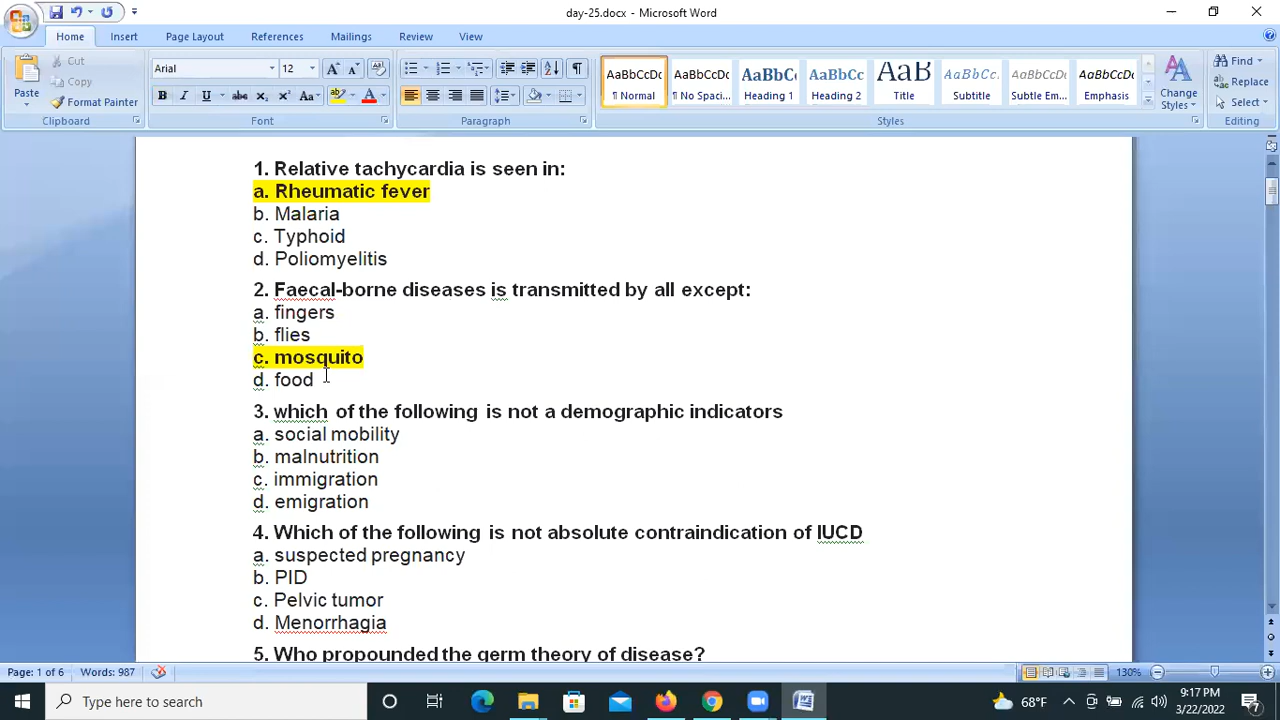 day-25.docx - Microsoft Word
Home Insert Page Layout References Mailings Review View
Paste
Cut
Copy
Format Painter
Clipboard
Arial 12
Font
Paragraph
AaBbCcDc AaBbCcDc AaBbCc AaBbCc AaB AaBbCc AaBbCcDc AaBbCcDc
¶ Normal ¶ No Spaci... Heading 1 Heading 2 Title Subtitle Subtle Em... Emphasis
Change Styles
Styles
Find
Replace
Select
Editing
1. Relative tachycardia is seen in:
a. Rheumatic fever
b. Malaria
c. Typhoid
d. Poliomyelitis
2. Faecal-borne diseases is transmitted by all except:
a. fingers
b. flies
c. mosquito
d. food
3. which of the following is not a demographic indicators
a. social mobility
b. malnutrition
c. immigration
d. emigration
4. Which of the following is not absolute contraindication of IUCD
a. suspected pregnancy
b. PID
c. Pelvic tumor
d. Menorrhagia
5. Who propounded the germ theory of disease?
Page: 1 of 6 Words: 987 130%
Type here to search
68°F
9:17 PM
3/22/2022